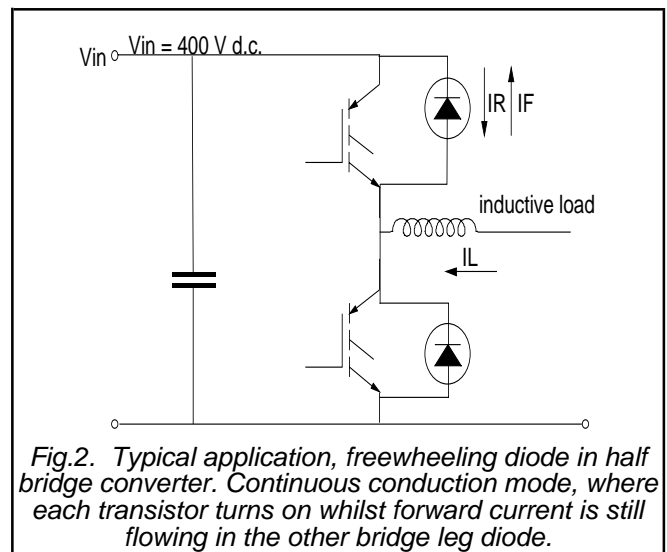 Vin = 400 V d.c.
Vin
IR IF
inductive load
IL
Fig.2. Typical application, freewheeling diode in half
bridge converter. Continuous conduction mode, where
each transistor turns on whilst forward current is still
flowing in the other bridge leg diode.